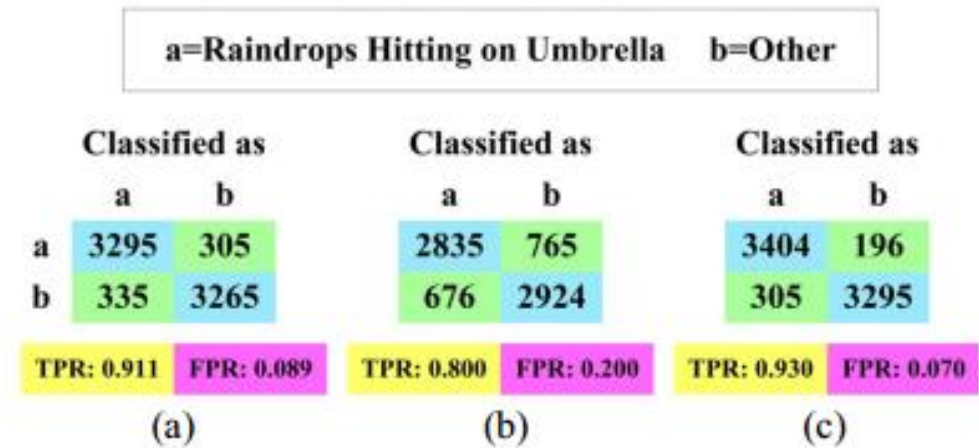 a=Raindrops Hitting on Umbrella b=Other
Classified as Classified as Classified as
a b a b a b
a 3295 305 2835 765 3404 196
b 335 3265 676 2924 305 3295
TPR: 0.911 FPR: 0.089 TPR: 0.800 FPR: 0.200 TPR: 0.930 FPR: 0.070
(a) (b) (c)